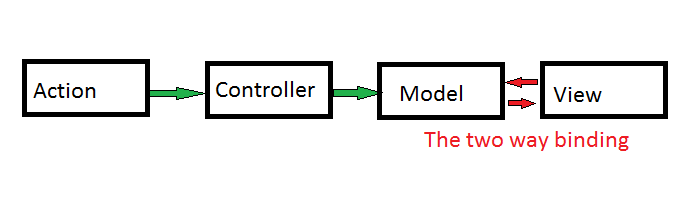 Action
Controller
Model
View
The two way binding